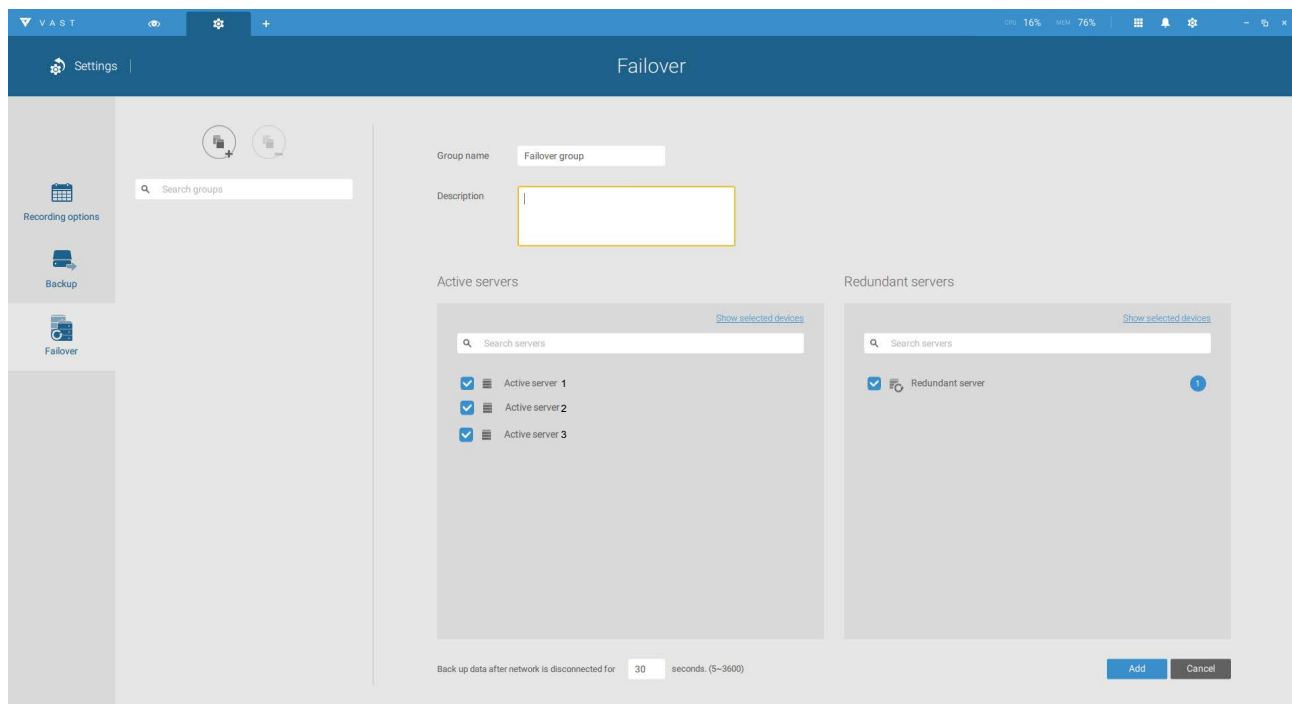 VAST
+
CPU 16% MEM 76%
Settings
Failover
Search groups
Recording options
Backup
Failover
Group name Failover group
Description
Active servers
Show selected devices
Search servers
Active server 1
Active server 2
Active server 3
Redundant servers
Show selected devices
Search servers
Redundant server 1
Back up data after network is disconnected for 30 seconds. (5~3600)
Add Cancel